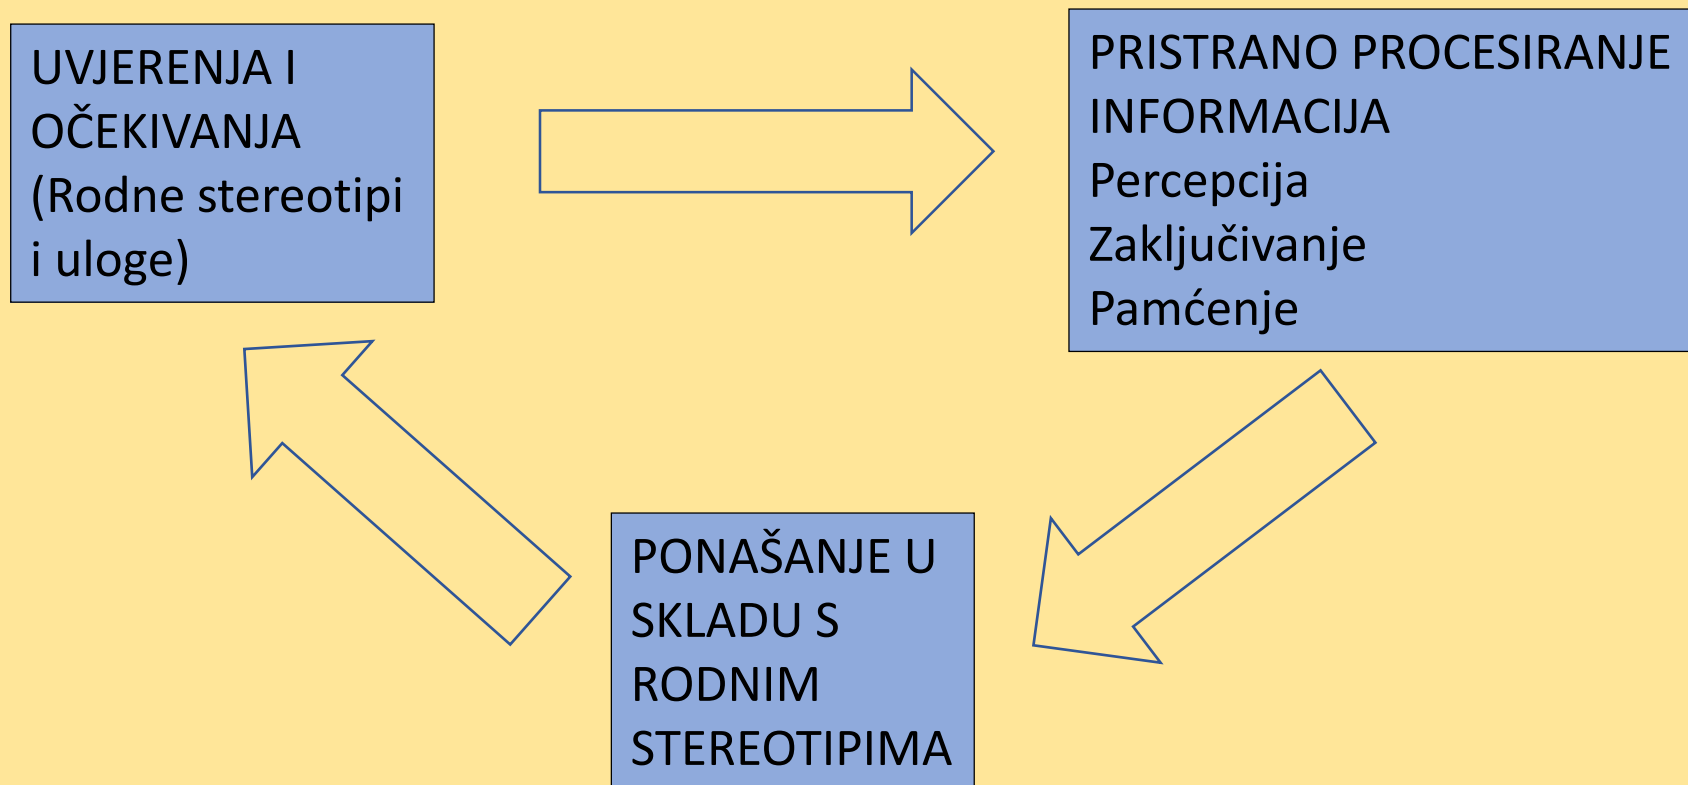 UVJERENJA I
OČEKIVANJA
(Rodne stereotipi
i uloge)
PRISTRANO PROCESIRANJE
INFORMACIJA
Percepcija
Zaključivanje
Pamćenje
PONAŠANJE U
SKLADU S
RODNIM
STEREOTIPIMA